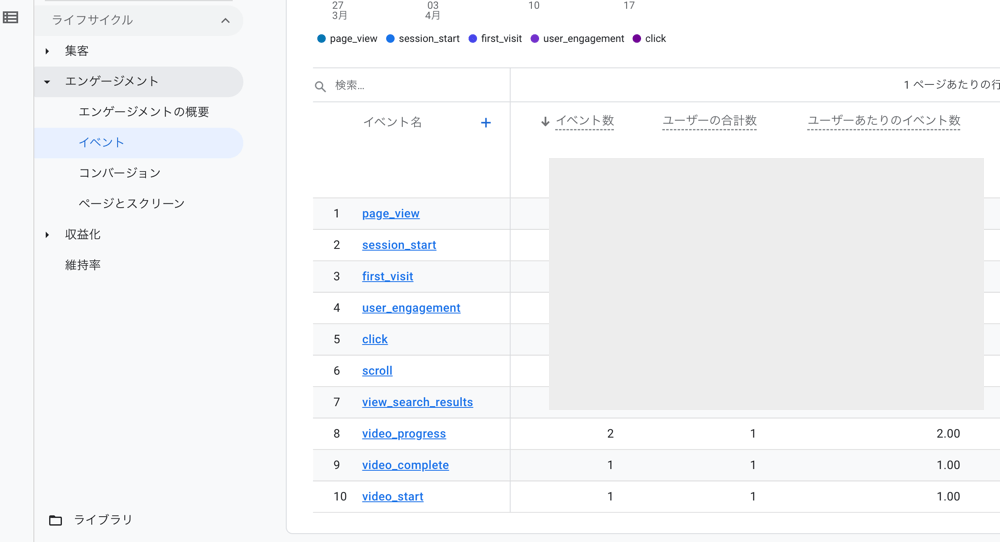 ライフサイクル
集客
エンゲージメント
エンゲージメントの概要
イベント
コンバージョン
ページとスクリーン
収益化
維持率
ライブラリ
27 03 10 17
3月 4月
page_view session_start first_visit user_engagement click
検索... 1 ページあたりの行
イベント名 + ↓ イベント数 ユーザーの合計数 ユーザーあたりのイベント数
1 page_view
2 session_start
3 first_visit
4 user_engagement
5 click
6 scroll
7 view_search_results
8 video_progress 2 1 2.00
9 video_complete 1 1 1.00
10 video_start 1 1 1.00